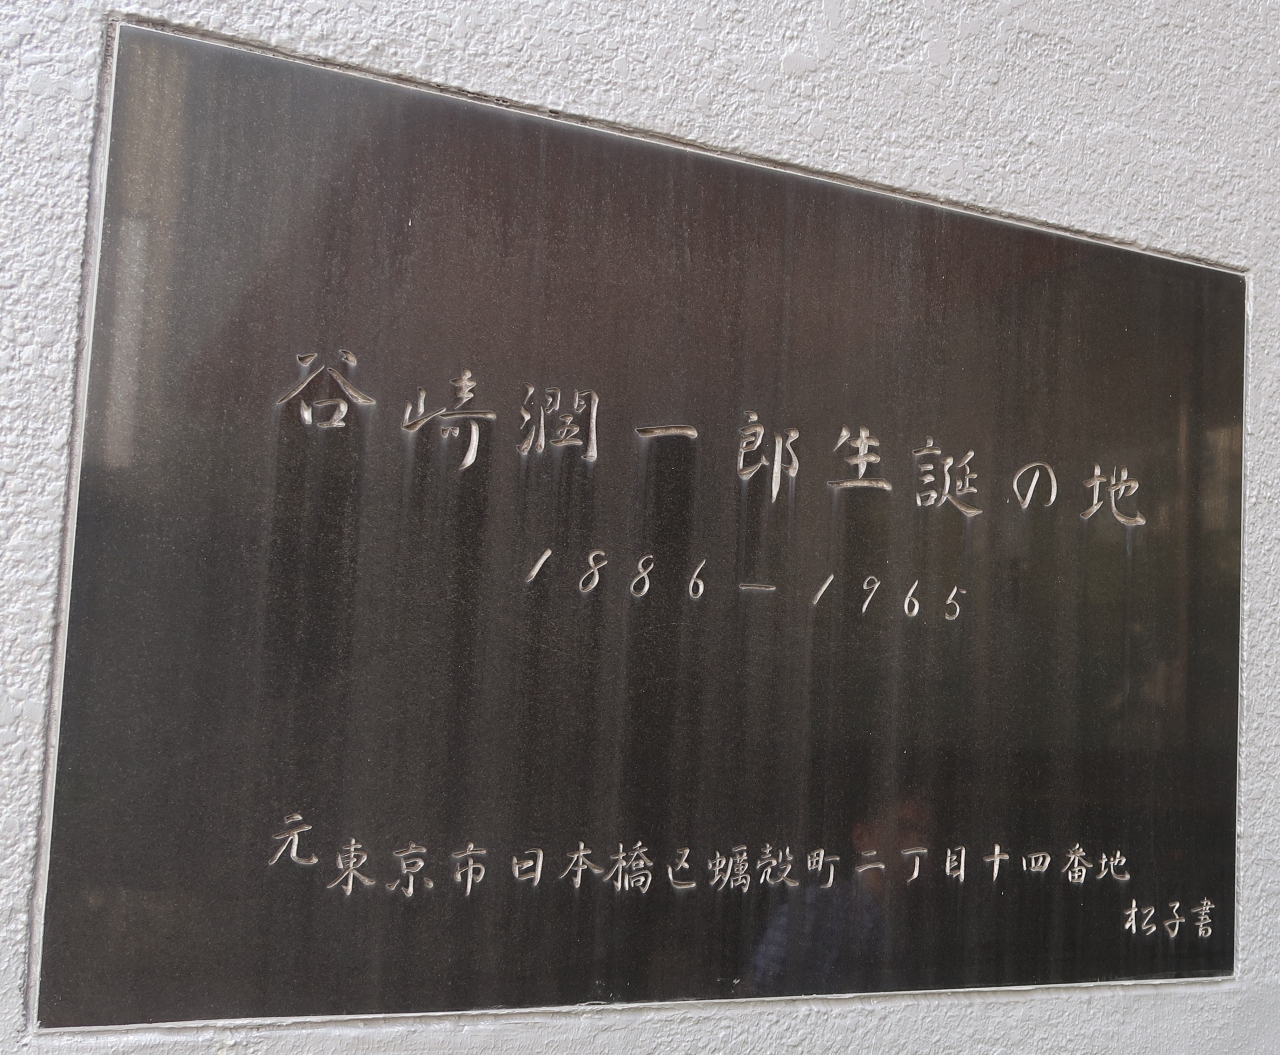 谷崎潤一郎生誕の地
1886-1965
元東京市日本橋区蠣殻町二丁目十四番地
松子書